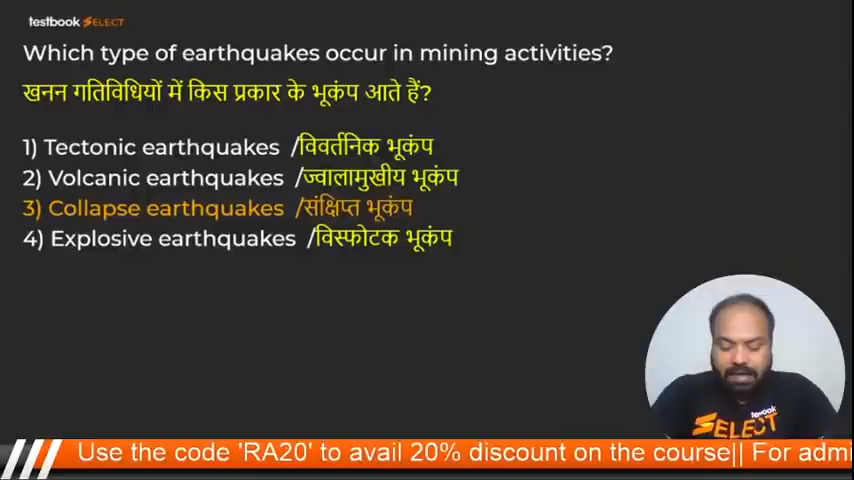 testbook SELECT
Which type of earthquakes occur in mining activities?
खनन गतिविधियों में किस प्रकार के भूकंप आते हैं?
1) Tectonic earthquakes /विवर्तनिक भूकंप
2) Volcanic earthquakes /ज्वालामुखीय भूकंप
3) Collapse earthquakes /संक्षिप्त भूकंप
4) Explosive earthquakes /विस्फोटक भूकंप
testbook
SELECT
Use the code 'RA20' to avail 20% discount on the course|| For admi